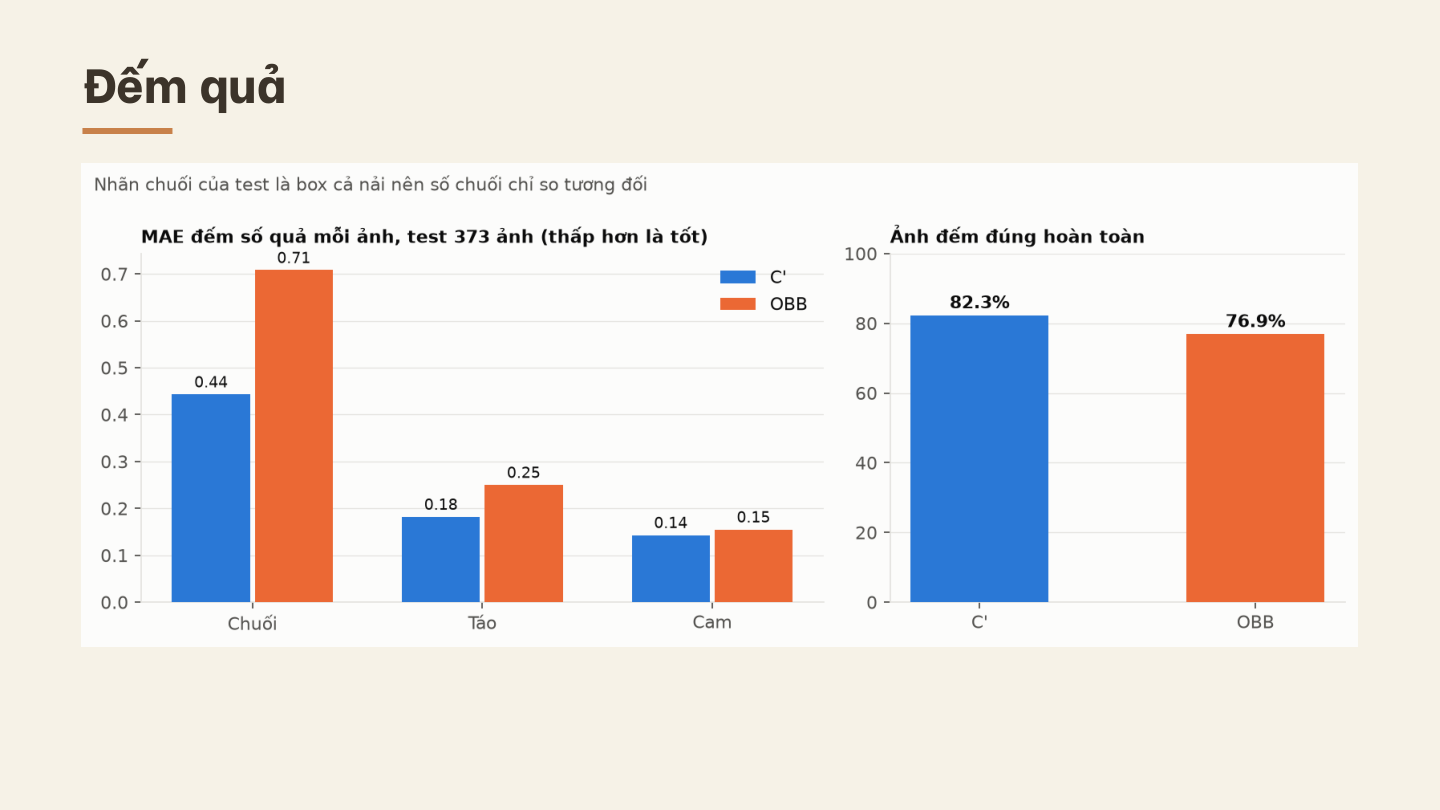 Đếm quả
Nhãn chuối của test là box cả nải nên số chuối chỉ so tương đối
MAE đếm số quả mỗi ảnh, test 373 ảnh (thấp hơn là tốt)
0.7
0.6
0.5
0.4
0.3
0.2
0.1
0.0
0.44
0.71
0.18
0.25
0.14
0.15
C'
OBB
Chuối
Táo
Cam
Ảnh đếm đúng hoàn toàn
100
80
60
40
20
0
82.3%
76.9%
C'
OBB